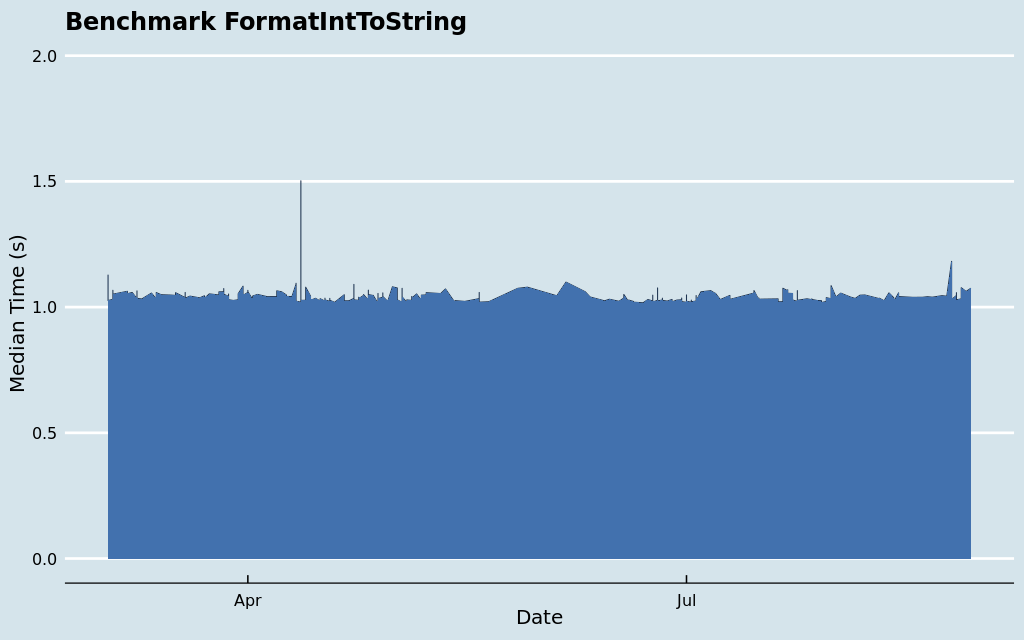 Benchmark FormatIntToString
2.0
1.5
1.0
0.5
0.0
Median Time (s)
Apr
Jul
Date